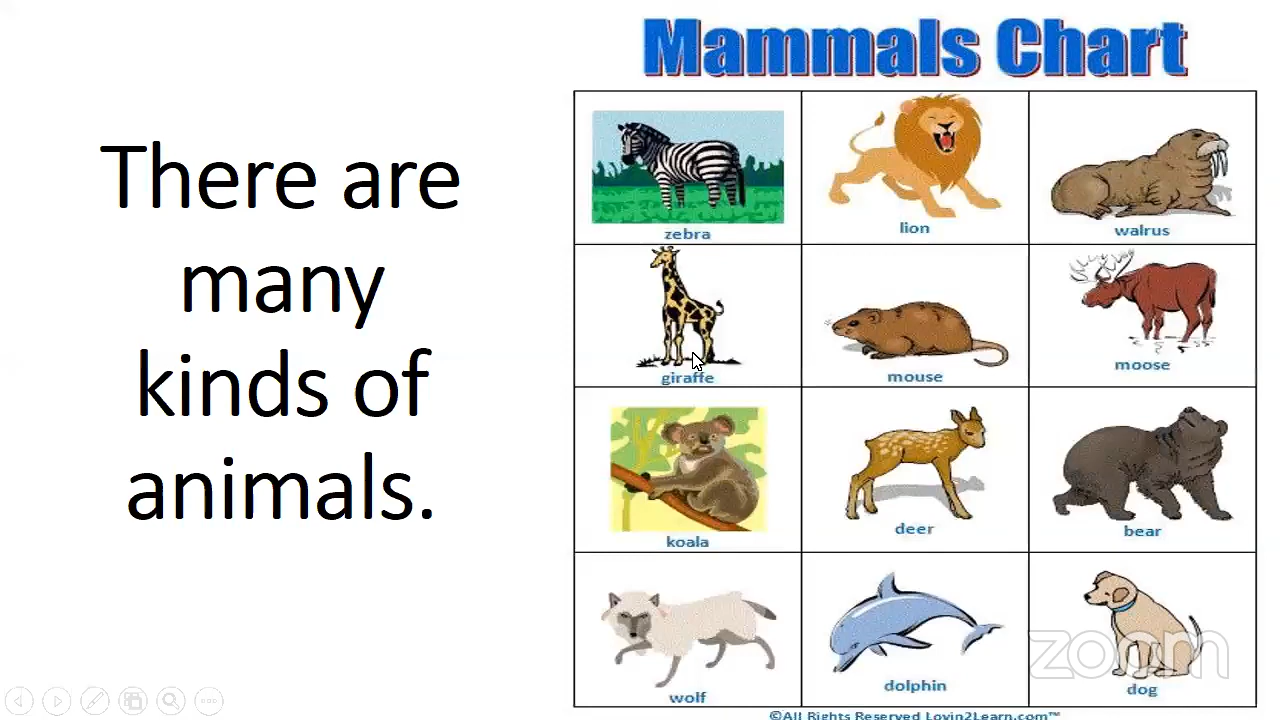 There are
many
kinds of
animals.
Mammals Chart
zebra
lion
walrus
giraffe
mouse
moose
koala
deer
bear
wolf
dolphin
dog
zoom
©All Rights Reserved Lovin2Learn.com™